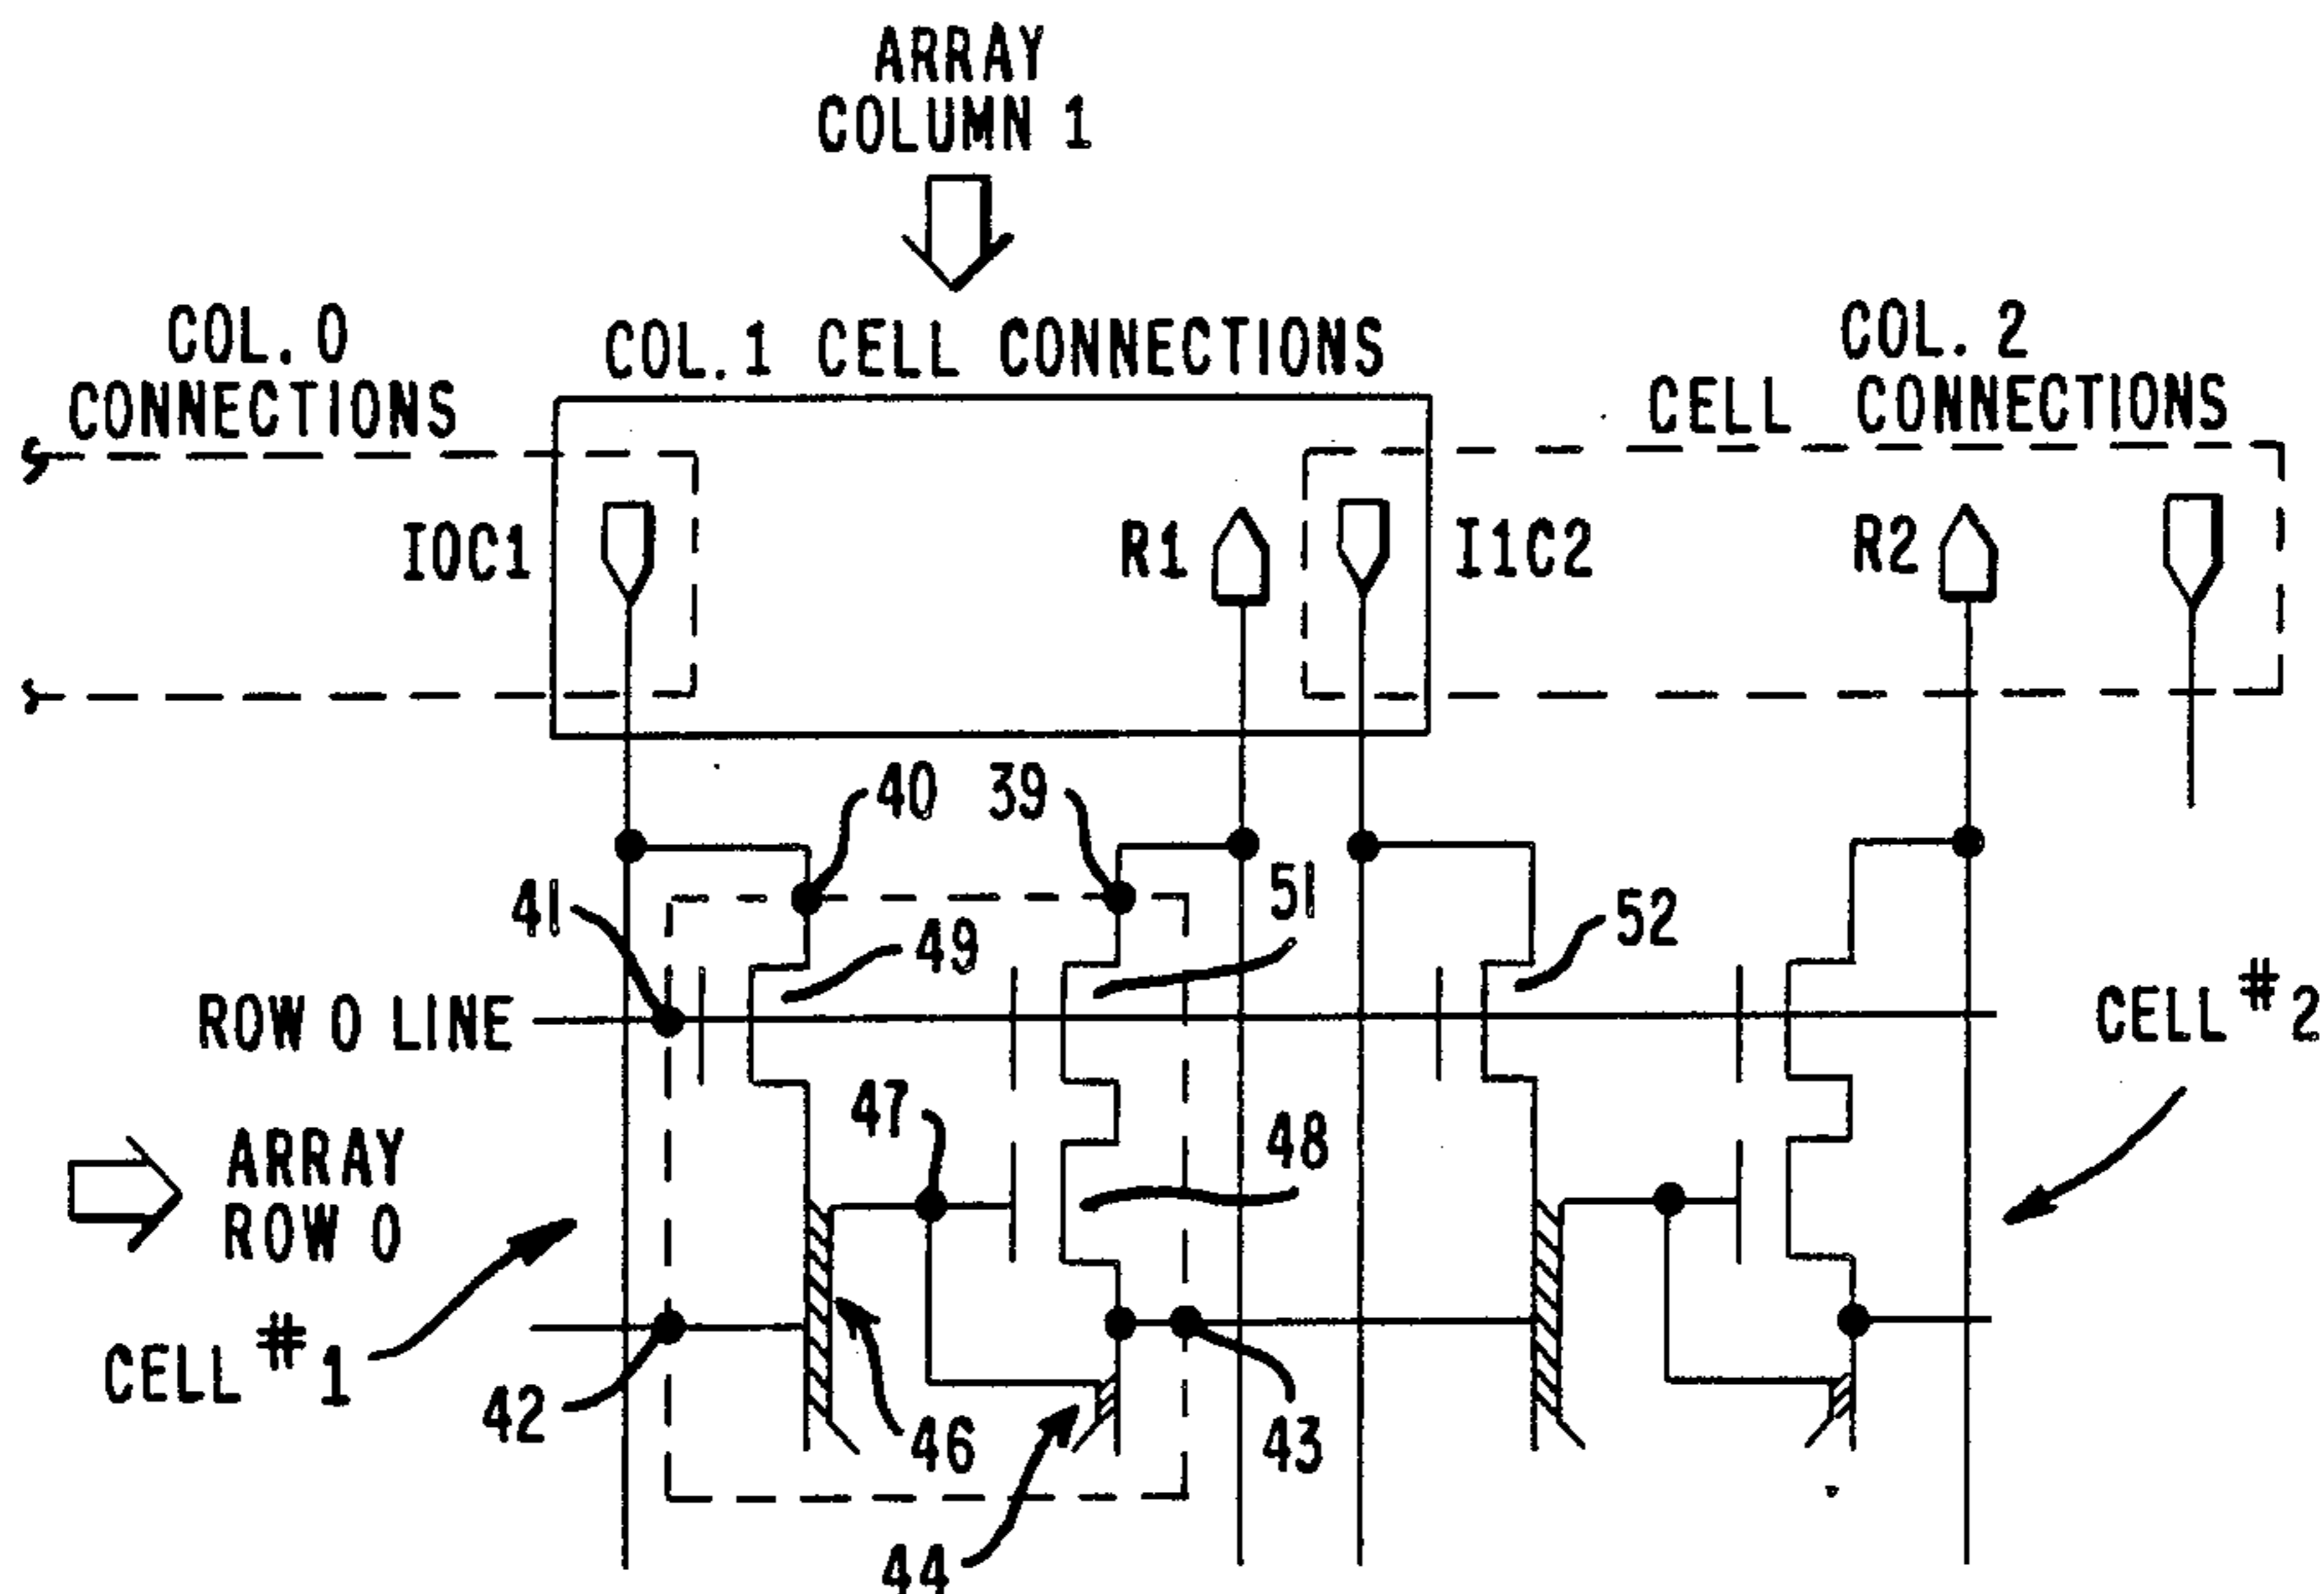 ARRAY
COLUMN 1
COL. 0
CONNECTIONS
COL. 1 CELL CONNECTIONS
COL. 2
CELL CONNECTIONS
I0C1
R1
I1C2
R2
40
39
41
49
51
52
ROW 0 LINE
CELL #2
47
48
ARRAY
ROW 0
CELL #1
42
46
43
44